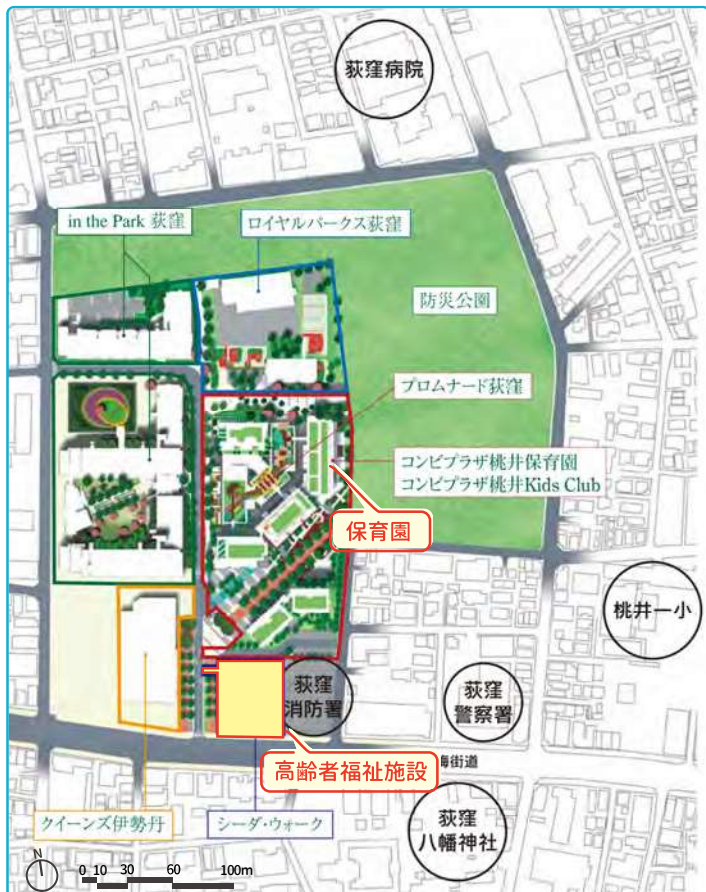 荻窪病院
in the Park 荻窪
ロイヤルパークス荻窪
防災公園
プロムナード荻窪
コンビプラザ桃井保育園
コンビプラザ桃井Kids Club
保育園
桃井一小
荻窪
消防署
荻窪
警察署
高齢者福祉施設
海街道
クイーンズ伊勢丹
シーダ・ウォーク
荻窪
八幡神社
N
0 10 30 60 100m